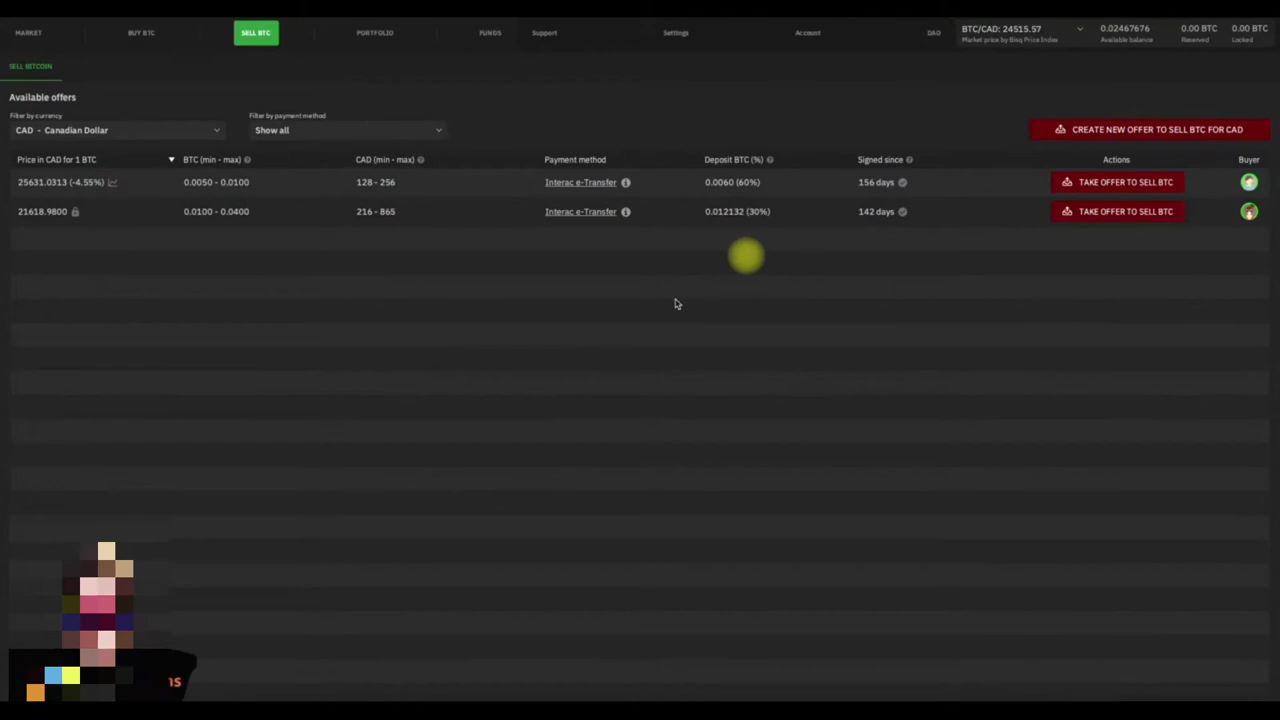 MARKET BUY BTC SELL BTC PORTFOLIO FUNDS Support Settings Account DAO BTC/CAD: 24515.57 0.02467676 0.00 BTC 0.00 BTC
Market price by Bisq Price Index Available balance Reserved Locked
SELL BITCOIN
Available offers
Filter by currency Filter by payment method
CAD - Canadian Dollar Show all CREATE NEW OFFER TO SELL BTC FOR CAD
Price in CAD for 1 BTC BTC (min - max) CAD (min - max) Payment method Deposit BTC (%) Signed since Actions Buyer
25631.0313 (-4.55%) 0.0050 - 0.0100 128 - 256 Interac e-Transfer 0.0060 (60%) 156 days TAKE OFFER TO SELL BTC
21618.9800 0.0100 - 0.0400 216 - 865 Interac e-Transfer 0.012132 (30%) 142 days TAKE OFFER TO SELL BTC
ns